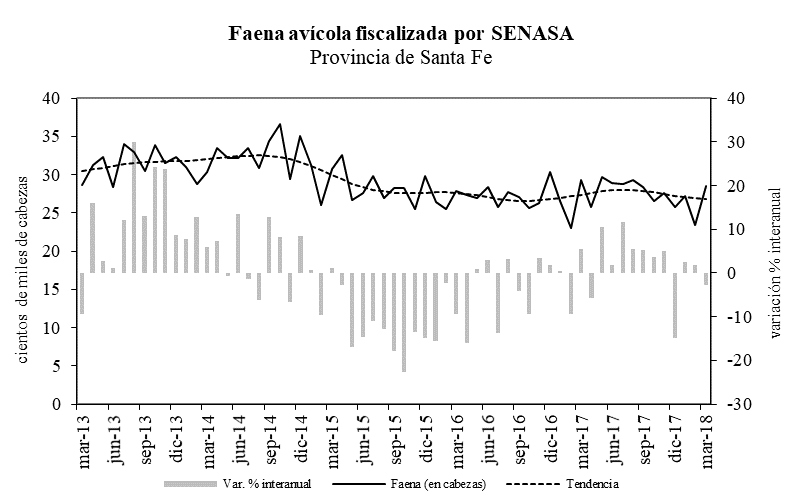 Faena avícola fiscalizada por SENASA
Provincia de Santa Fe
cientos de miles de cabezas
40
35
30
25
20
15
10
5
0
40
30
20
10
0
-10
-20
-30
variación % interanual
mar-13
jun-13
sep-13
dic-13
mar-14
jun-14
sep-14
dic-14
mar-15
jun-15
sep-15
dic-15
mar-16
jun-16
sep-16
dic-16
mar-17
jun-17
sep-17
dic-17
mar-18
Var. % interanual
Faena (en cabezas)
Tendencia